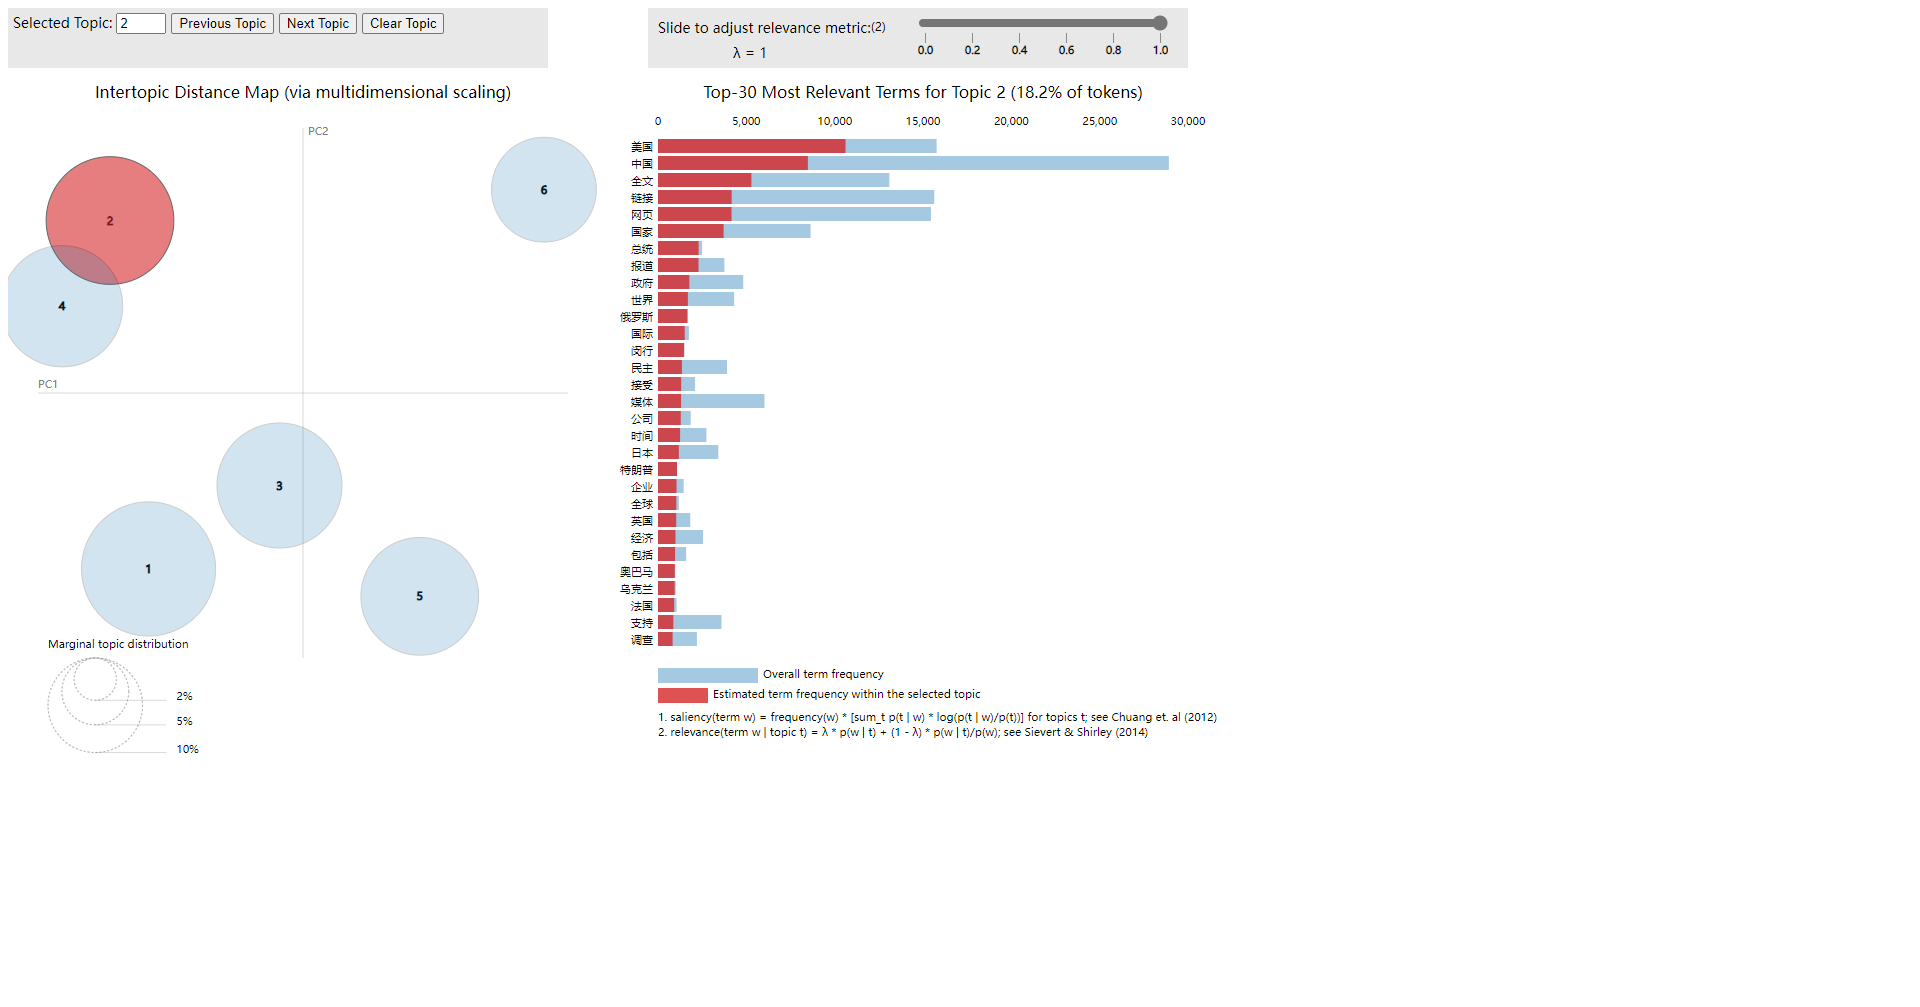 Selected Topic: 2 Previous Topic Next Topic Clear Topic
Slide to adjust relevance metric:(2)
λ = 1
0.0 0.2 0.4 0.6 0.8 1.0
Intertopic Distance Map (via multidimensional scaling)
PC2
PC1
6
2
4
3
1
5
Marginal topic distribution
2%
5%
10%
Top-30 Most Relevant Terms for Topic 2 (18.2% of tokens)
0 5,000 10,000 15,000 20,000 25,000 30,000
美国
中国
全文
链接
网页
国家
总统
报道
政府
世界
俄罗斯
国际
闵行
民主
接受
媒体
公司
时间
日本
特朗普
企业
全球
英国
经济
包括
奥巴马
乌克兰
法国
支持
调查
Overall term frequency
Estimated term frequency within the selected topic
1. saliency(term w) = frequency(w) * [sum_t p(t | w) * log(p(t | w)/p(t))] for topics t; see Chuang et. al (2012)
2. relevance(term w | topic t) = λ * p(w | t) + (1 - λ) * p(w | t)/p(w); see Sievert & Shirley (2014)